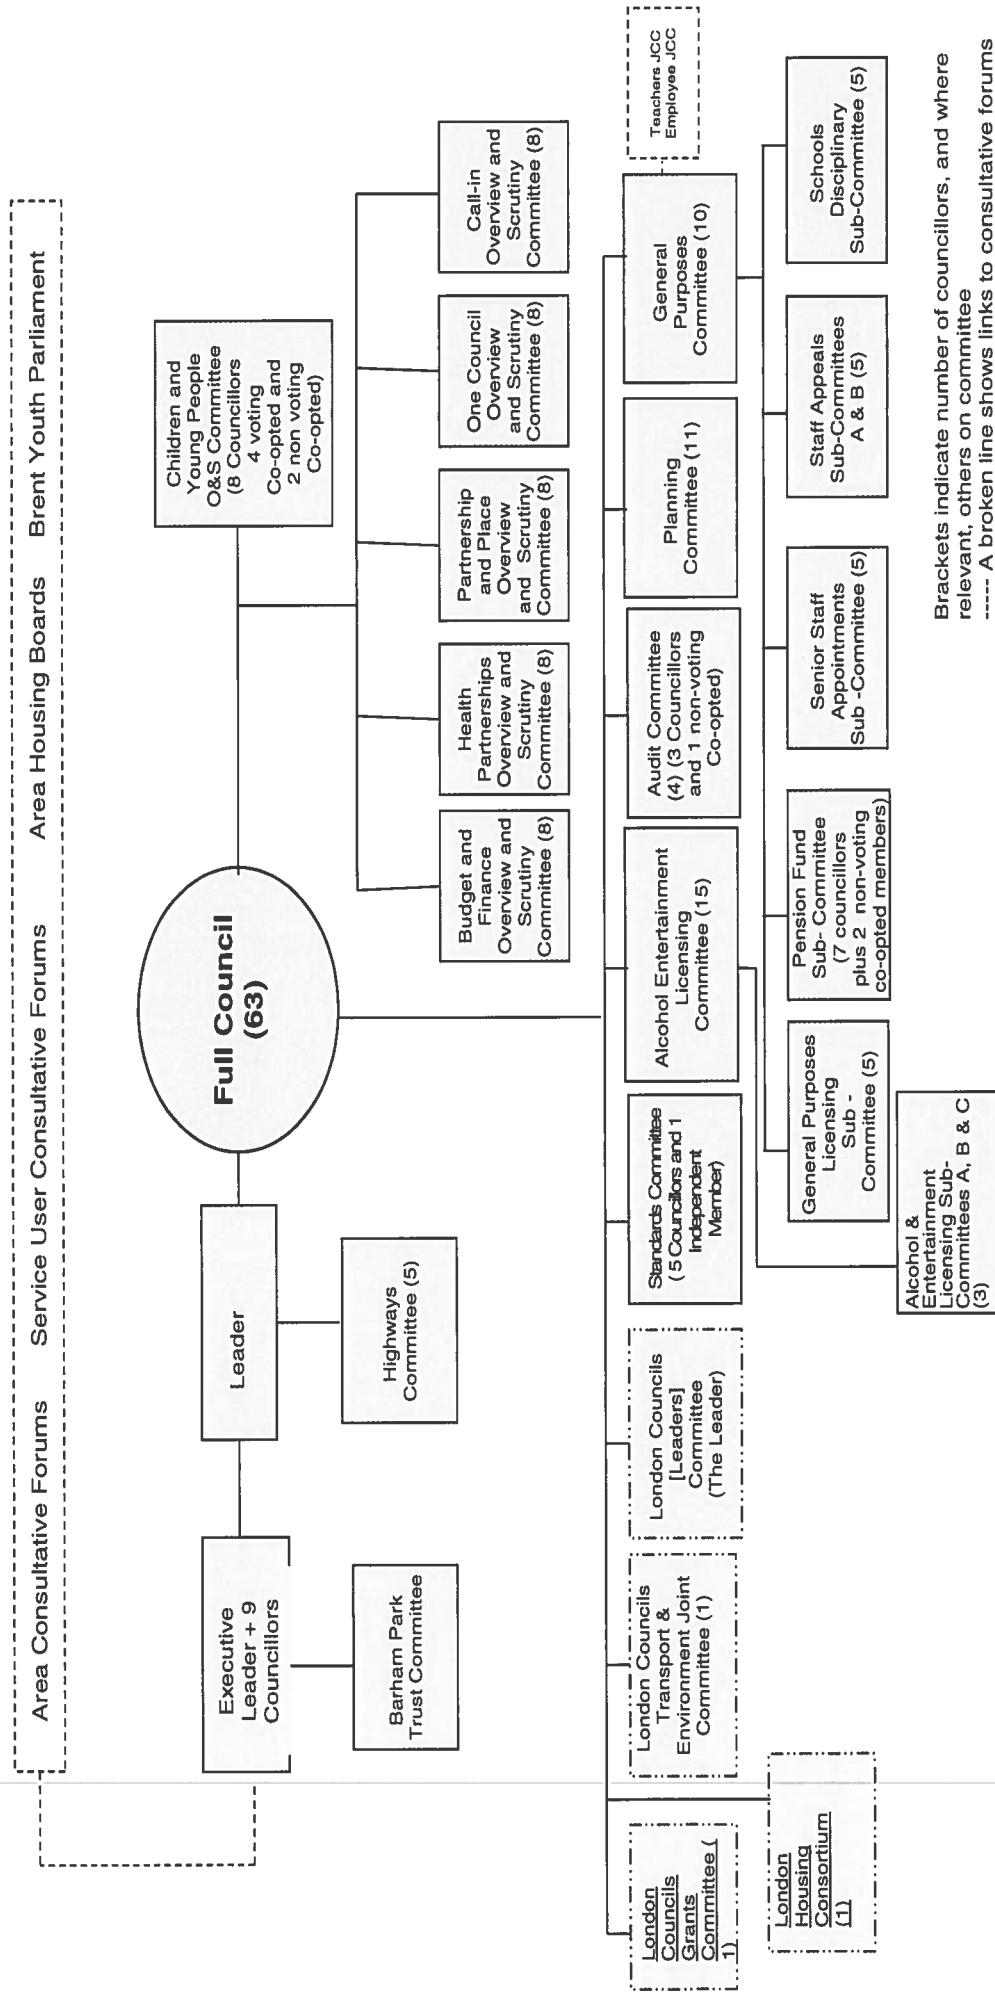 Area Consultative Forums Service User Consultative Forums Area Housing Boards Brent Youth Parliament
Executive
Leader + 9
Councillors
Leader
Full Council
(63)
Children and
Young People
O&S Committee
(8 Councillors
4 voting
Co-opted and
2 non voting
Co-opted)
Barham Park
Trust Committee
Highways
Committee (5)
Budget and
Finance
Overview and
Scrutiny
Committee (8)
Health
Partnerships
Overview and
Scrutiny
Committee (8)
Partnership
and Place
Overview
and Scrutiny
Committee (8)
One Council
Overview
and Scrutiny
Committee (8)
Call-in
Overview and
Scrutiny
Committee (8)
London
Councils
Grants
Committee (
1)
London Councils
Transport &
Environment Joint
Committee (1)
London Councils
[Leaders]
Committee
(The Leader)
Standards Committee
( 5 Councillors and 1
Independent
Member)
Alcohol Entertainment
Licensing
Committee (15)
Audit Committee
(4) (3 Councillors
and 1 non-voting
Co-opted)
Planning
Committee (11)
General
Purposes
Committee (10)
Teachers JCC
Employee JCC
London
Housing
Consortium
(1)
General Purposes
Licensing
Sub -
Committee (5)
Pension Fund
Sub- Committee
(7 councillors
plus 2 non-voting
co-opted members)
Senior Staff
Appointments
Sub -Committee (5)
Staff Appeals
Sub-Committees
A & B (5)
Schools
Disciplinary
Sub-Committee (5)
Alcohol &
Entertainment
Licensing Sub-
Committees A, B & C
(3)
Brackets indicate number of councillors, and where
relevant, others on committee
----- A broken line shows links to consultative forums